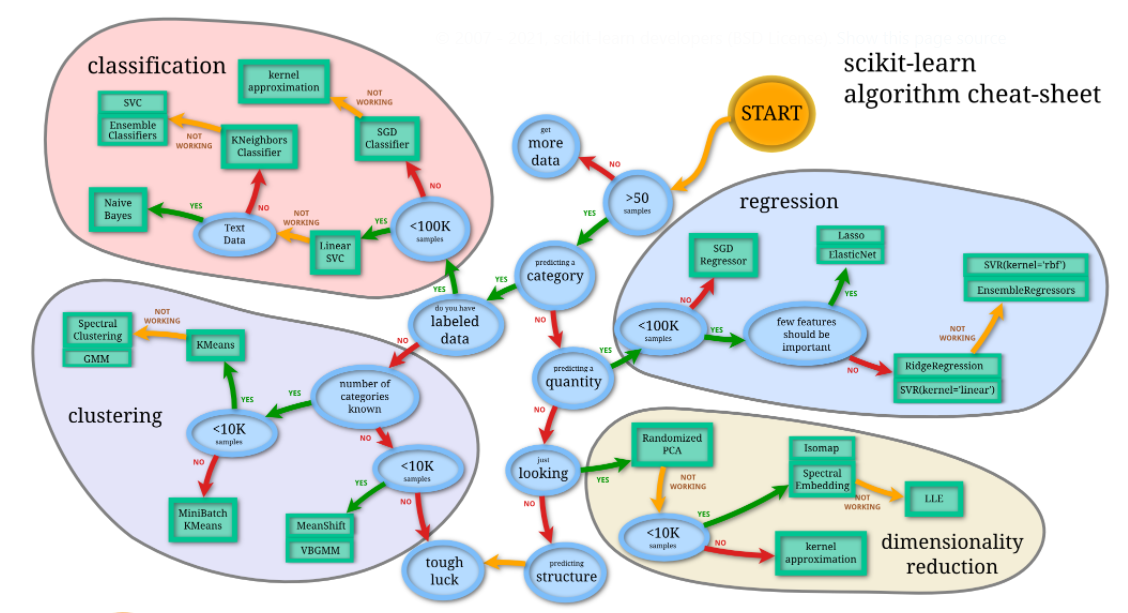 scikit-learn
algorithm cheat-sheet
START
get
more
data
NO
>50
samples
YES
predicting a
category
YES
NO
do you have
labeled
data
YES
NO
predicting a
quantity
YES
NO
just
looking
YES
NO
predicting
structure
tough
luck
classification
kernel
approximation
NOT
WORKING
SGD
Classifier
NO
<100K
samples
YES
Linear
SVC
NOT
WORKING
Text
Data
YES
Naive
Bayes
NO
KNeighbors
Classifier
NOT
WORKING
SVC
Ensemble
Classifiers
regression
<100K
samples
NO
SGD
Regressor
YES
few features
should be
important
YES
Lasso
ElasticNet
NO
RidgeRegression
SVR(kernel='linear')
NOT
WORKING
SVR(kernel='rbf')
EnsembleRegressors
clustering
number of
categories
known
YES
<10K
samples
YES
KMeans
NOT
WORKING
Spectral
Clustering
GMM
NO
MiniBatch
KMeans
NO
<10K
samples
YES
MeanShift
VBGMM
NO
dimensionality
reduction
Randomized
PCA
NOT
WORKING
<10K
samples
YES
Isomap
Spectral
Embedding
NOT
WORKING
LLE
NO
kernel
approximation